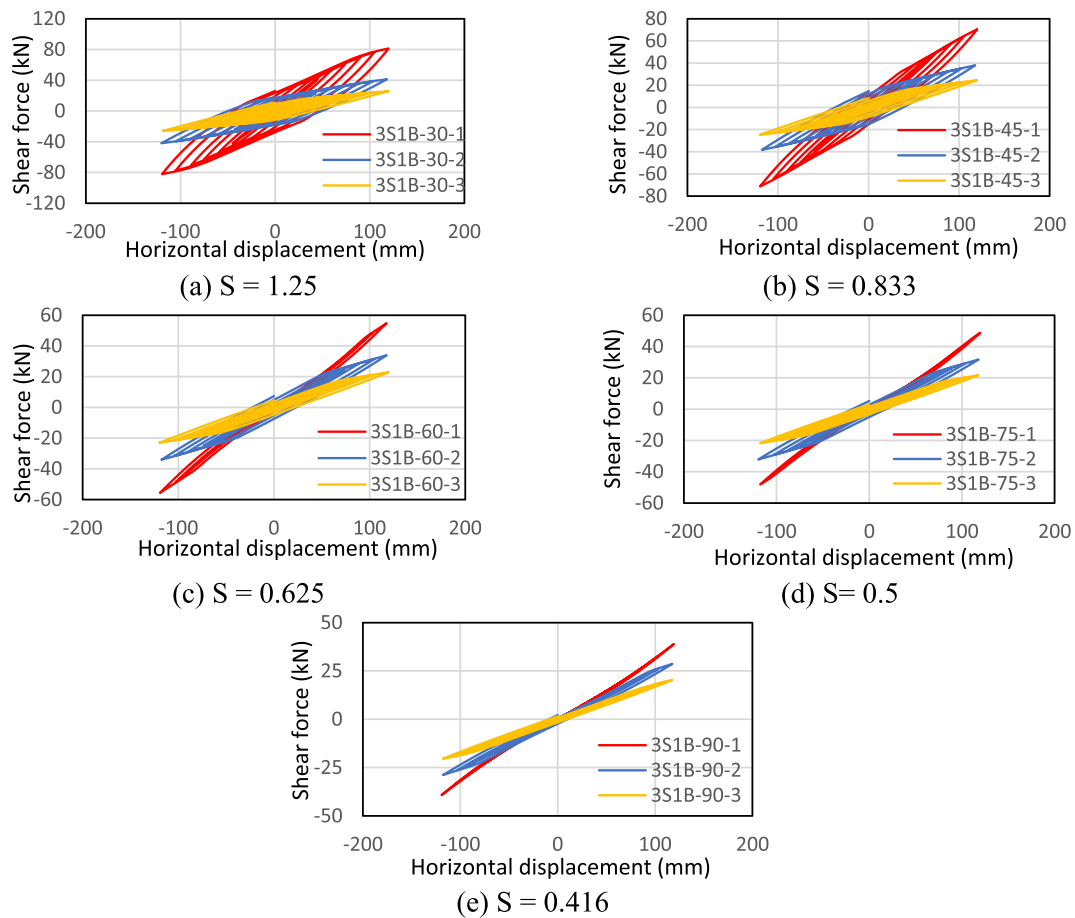 Shear force (kN)
120
80
40
0
-40
-80
-120
-200 -100 0 100 200
Horizontal displacement (mm)
3S1B-30-1
3S1B-30-2
3S1B-30-3
(a) S = 1.25
Shear force (kN)
80
60
40
20
0
-20
-40
-60
-80
-200 -100 0 100 200
Horizontal displacement (mm)
3S1B-45-1
3S1B-45-2
3S1B-45-3
(b) S = 0.833
Shear force (kN)
60
40
20
0
-20
-40
-60
-200 -100 0 100 200
Horizontal displacement (mm)
3S1B-60-1
3S1B-60-2
3S1B-60-3
(c) S = 0.625
Shear force (kN)
60
40
20
0
-20
-40
-60
-200 -100 0 100 200
Horizontal displacement (mm)
3S1B-75-1
3S1B-75-2
3S1B-75-3
(d) S= 0.5
Shear force (kN)
50
25
0
-25
-50
-200 -100 0 100 200
Horizontal displacement (mm)
3S1B-90-1
3S1B-90-2
3S1B-90-3
(e) S = 0.416